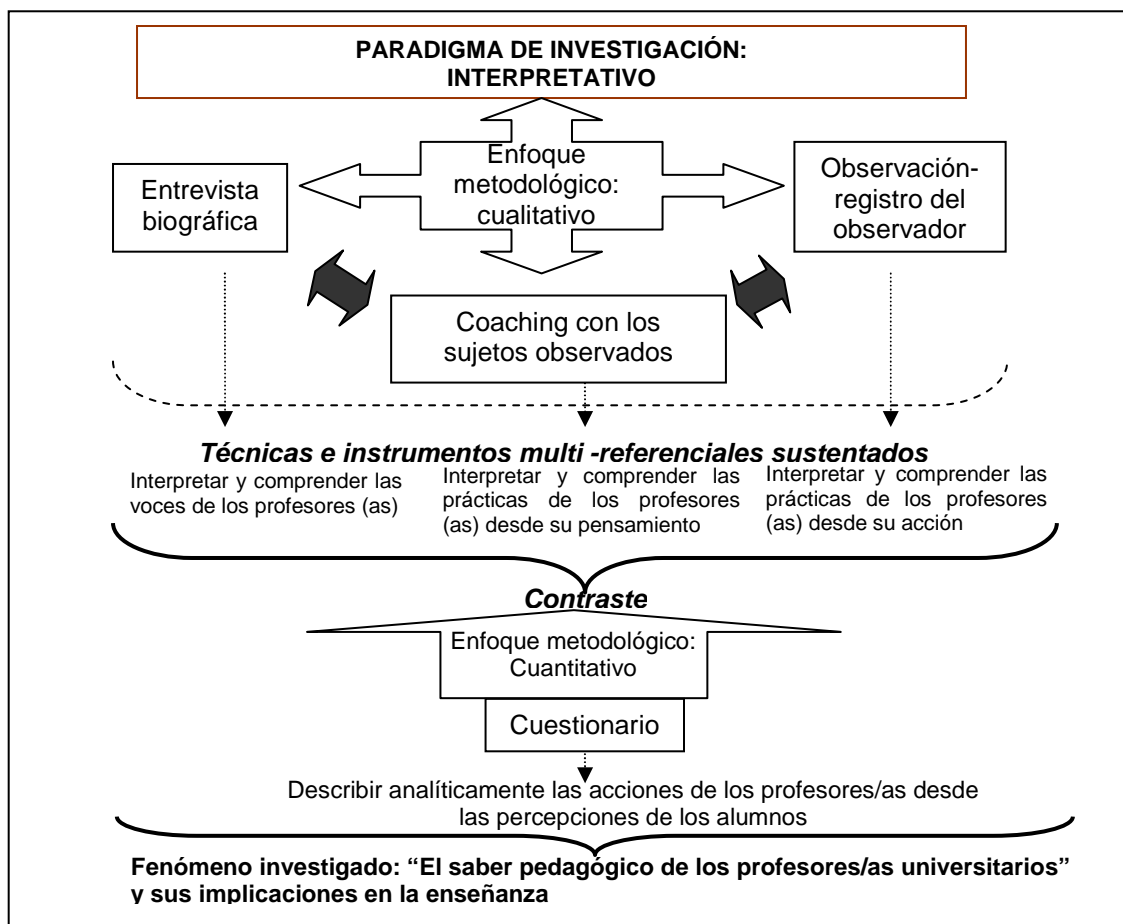 PARADIGMA DE INVESTIGACIÓN:
INTERPRETATIVO
Enfoque
metodológico:
cualitativo
Entrevista
biográfica
Observación-
registro del
observador
Coaching con los
sujetos observados
Técnicas e instrumentos multi -referenciales sustentados
Interpretar y comprender las
voces de los profesores (as)
Interpretar y comprender las
prácticas de los profesores
(as) desde su pensamiento
Interpretar y comprender las
prácticas de los profesores
(as) desde su acción
Contraste
Enfoque metodológico:
Cuantitativo
Cuestionario
Describir analíticamente las acciones de los profesores/as desde
las percepciones de los alumnos
Fenómeno investigado: “El saber pedagógico de los profesores/as universitarios”
y sus implicaciones en la enseñanza